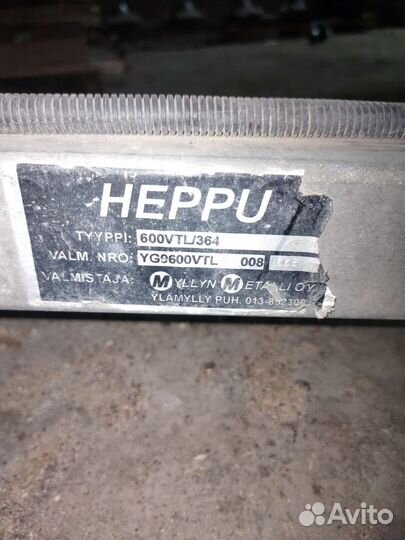 HEPPU
TYYPPI: 600VTL/364
VALM. NRO: YG9600VTL 008
VALMISTAJA: MYLLYN METALLI OY
YLÄMYLLY PUH. 013-852306
Avito